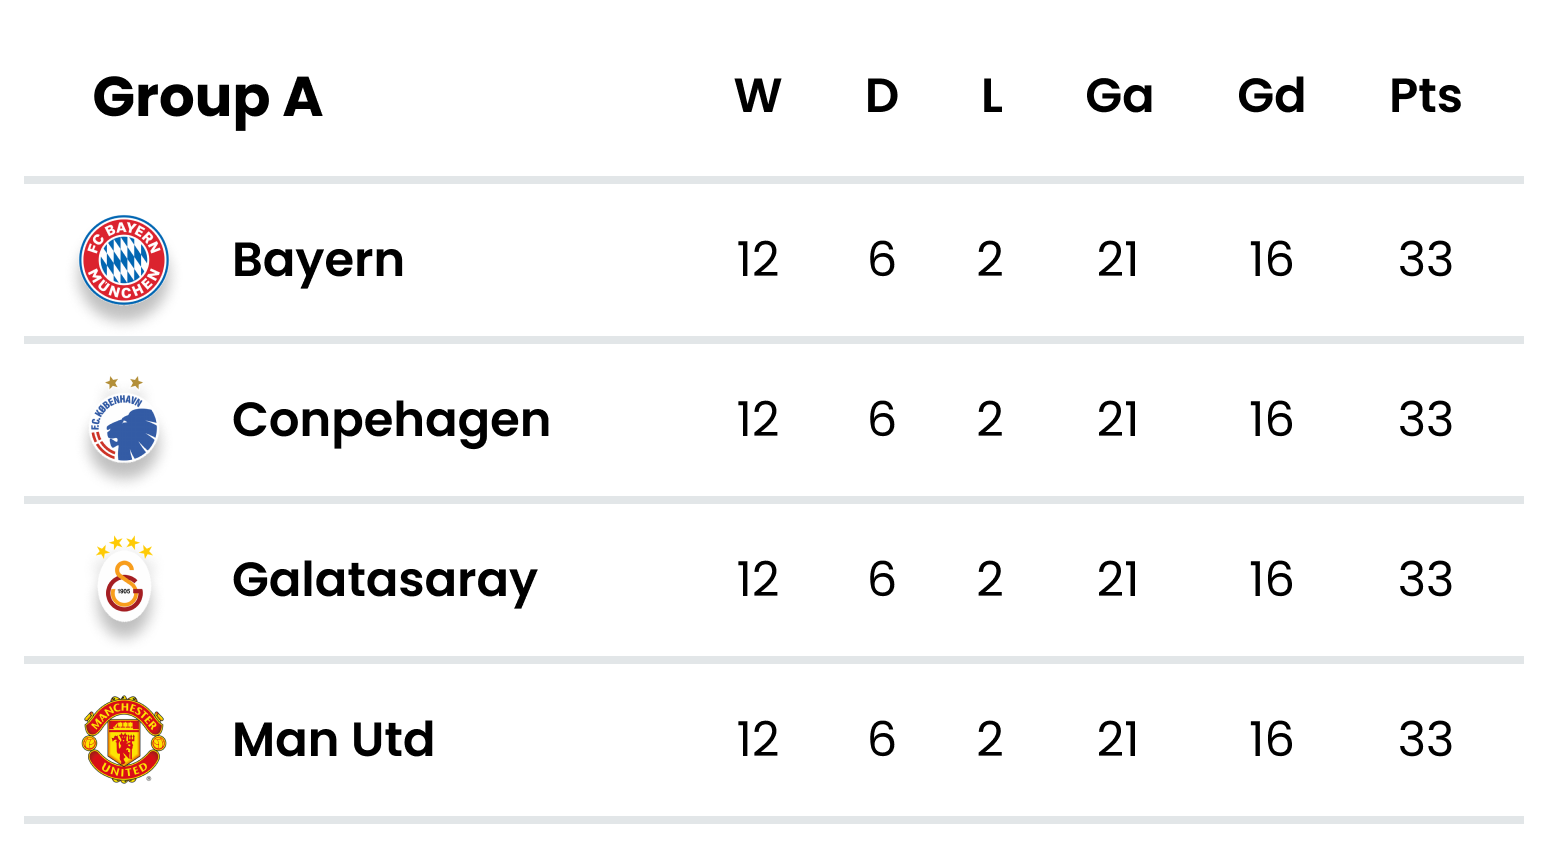 Group A W D L Ga Gd Pts
FC BAYERN MÜNCHEN
Bayern 12 6 2 21 16 33
F.C. KØBENHAVN
Conpehagen 12 6 2 21 16 33
1905
Galatasaray 12 6 2 21 16 33
MANCHESTER UNITED
Man Utd 12 6 2 21 16 33